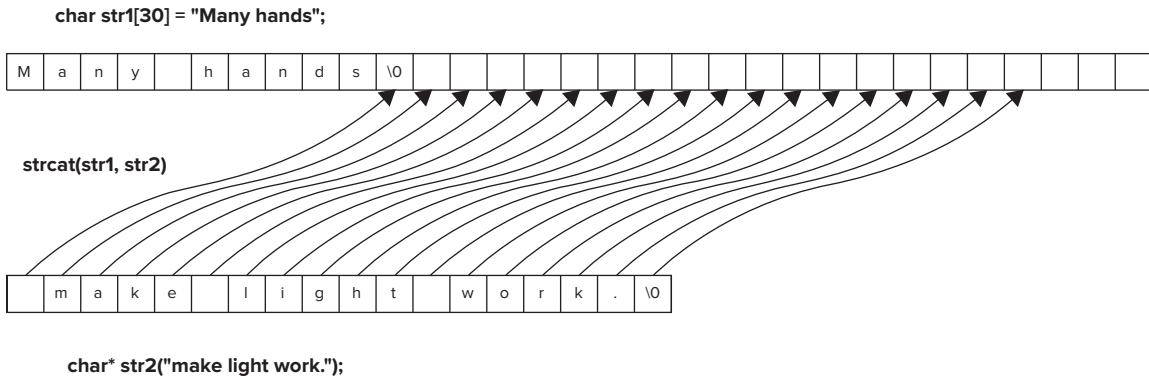 char str1[30] = "Many hands";
M a n y h a n d s \0
strcat(str1, str2)
m a k e l i g h t w o r k . \0
char* str2("make light work.");